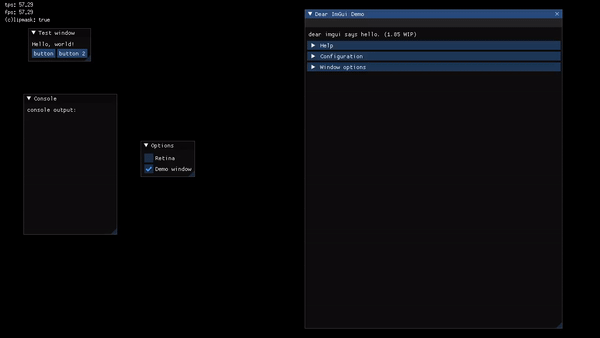 tps: 57.29
fps: 57.29
(c)lipmask: true
Test window
Hello, world!
button button 2
Console
console output:
Options
Retina
Demo window
Dear ImGui Demo
dear imgui says hello. (1.85 WIP)
Help
Configuration
Window options